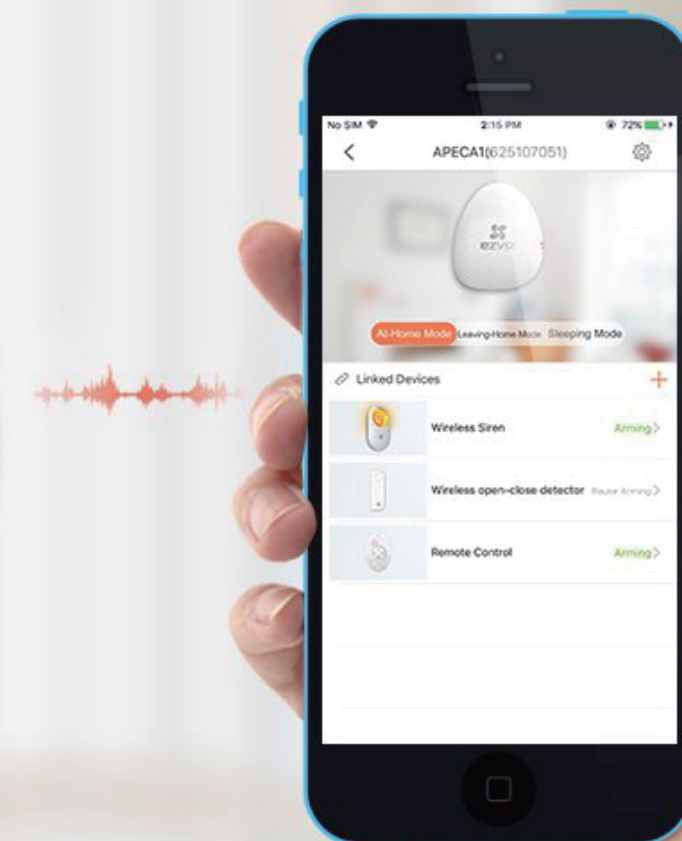 No SIM 2:15 PM 72%
APECA1(625107051)
ezviz
At-Home Mode Leaving-Home Mode Sleeping Mode
Linked Devices
Wireless Siren Arming
Wireless open-close detector Pause Arming
Remote Control Arming